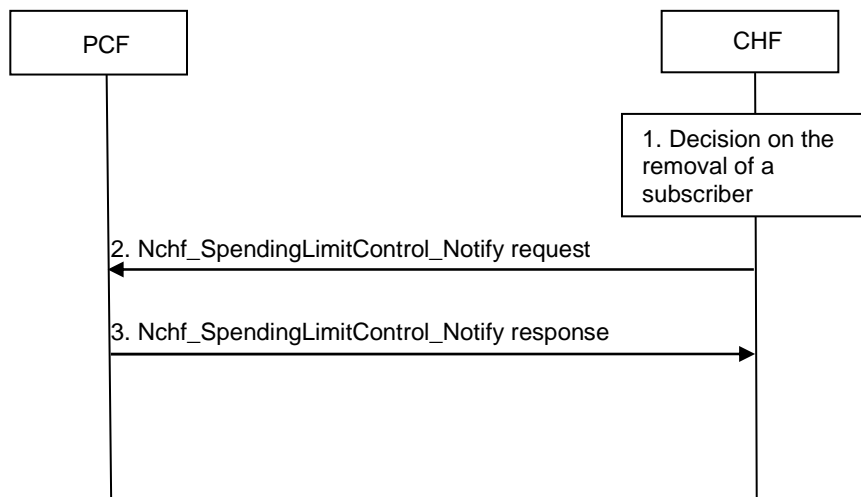 PCF
CHF
1. Decision on the
removal of a
subscriber
2. Nchf_SpendingLimitControl_Notify request
3. Nchf_SpendingLimitControl_Notify response